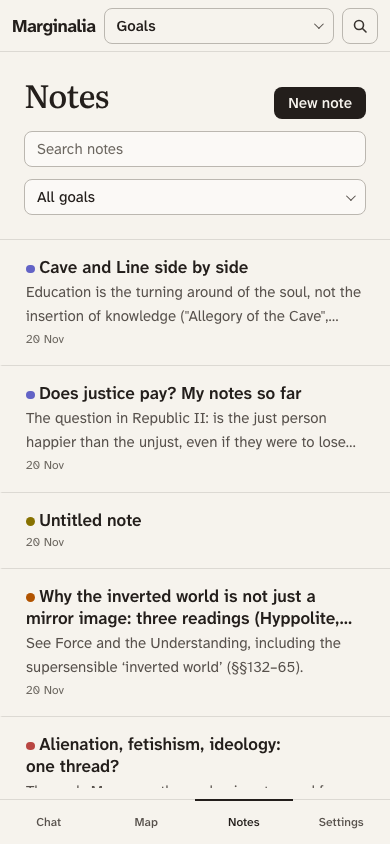 Marginalia
Goals
Notes
New note
Search notes
All goals
Cave and Line side by side
Education is the turning around of the soul, not the
insertion of knowledge ("Allegory of the Cave",...
20 Nov
Does justice pay? My notes so far
The question in Republic II: is the just person
happier than the unjust, even if they were to lose...
20 Nov
Untitled note
20 Nov
Why the inverted world is not just a
mirror image: three readings (Hyppolite,...
See Force and the Understanding, including the
supersensible ‘inverted world’ (§§132–65).
20 Nov
Alienation, fetishism, ideology:
one thread?
Chat
Map
Notes
Settings